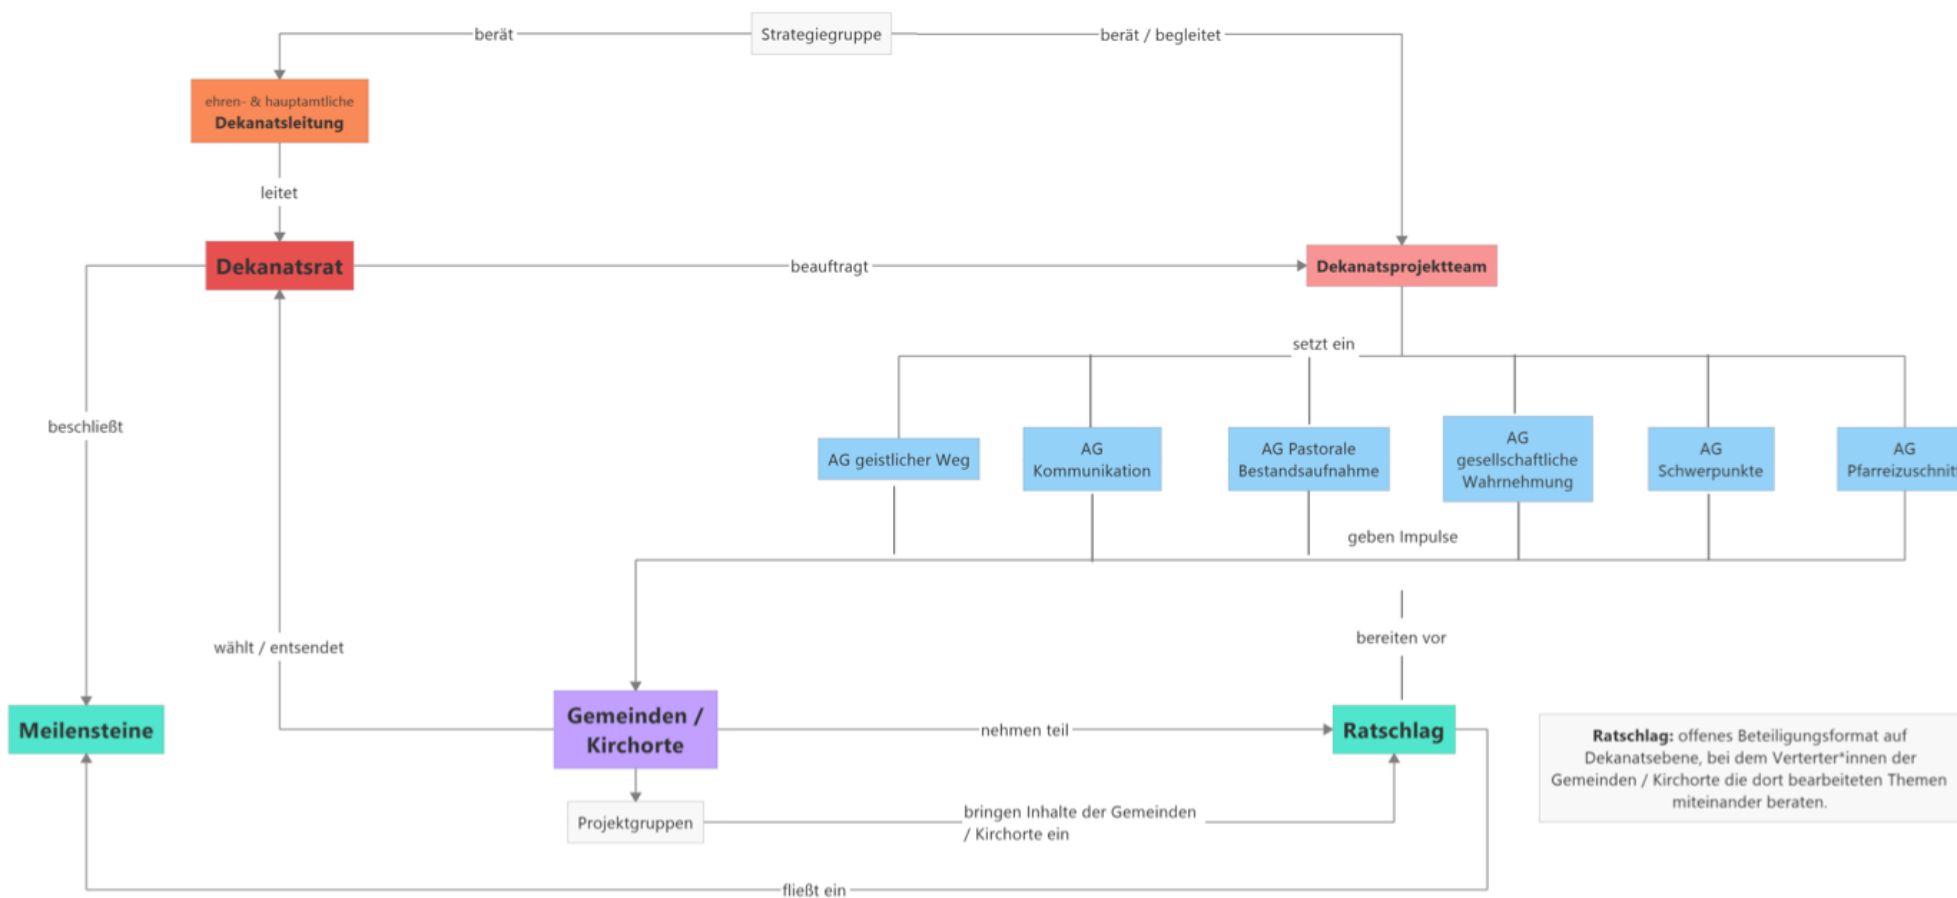 berät
Strategiegruppe
berät / begleitet
ehren- & hauptamtliche
Dekanatsleitung
leitet
Dekanatsrat
beauftragt
Dekanatsprojektteam
setzt ein
beschließt
AG geistlicher Weg
AG
Kommunikation
AG Pastorale
Bestandsaufnahme
AG
gesellschaftliche
Wahrnehmung
AG
Schwerpunkte
AG
Pfarreizuschnitt
geben Impulse
wählt / entsendet
bereiten vor
Meilensteine
Gemeinden /
Kirchorte
nehmen teil
Ratschlag
Ratschlag: offenes Beteiligungsformat auf
Dekanatsebene, bei dem Verterter*innen der
Gemeinden / Kirchorte die dort bearbeiteten Themen
miteinander beraten.
Projektgruppen
bringen Inhalte der Gemeinden
/ Kirchorte ein
fließt ein